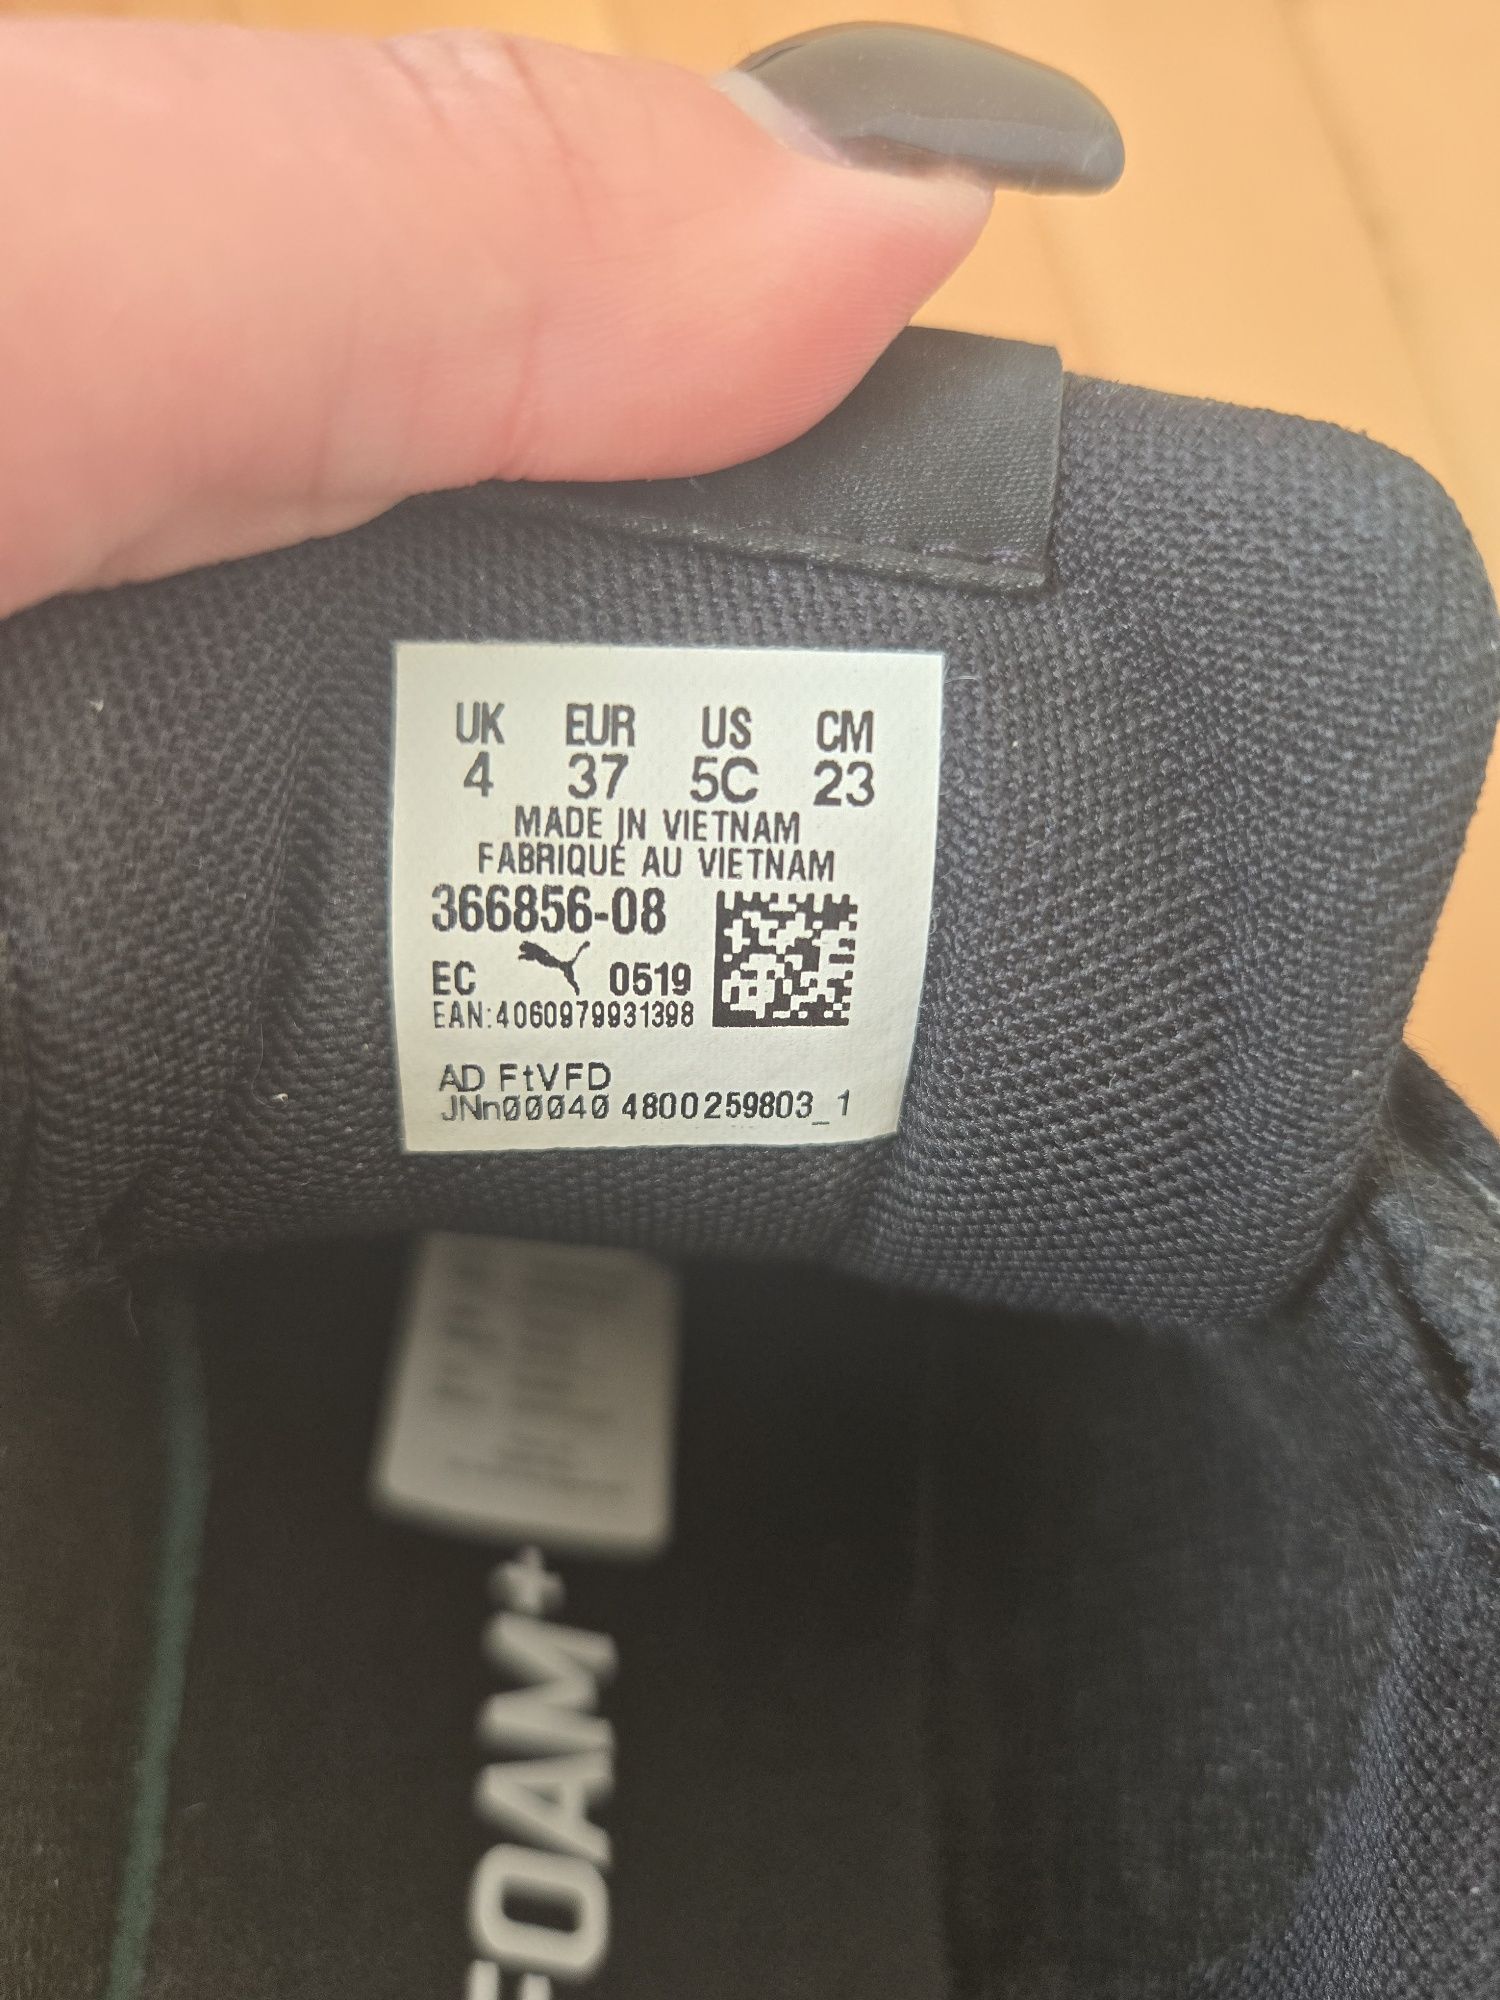 UK EUR US CM
4 37 5C 23
MADE IN VIETNAM
FABRIQUE AU VIETNAM
366856-08
EC 0519
EAN:4060979931398
AD FtVFD
JNn00040 4800259803_1
FOAM+